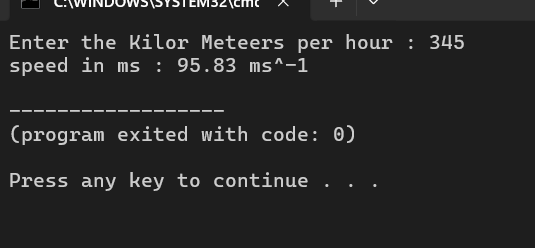 C:\WINDOWS\SYSTEM32\cmd
Enter the Kilor Meteers per hour : 345
speed in ms : 95.83 ms^-1
------------------
(program exited with code: 0)
Press any key to continue . . .